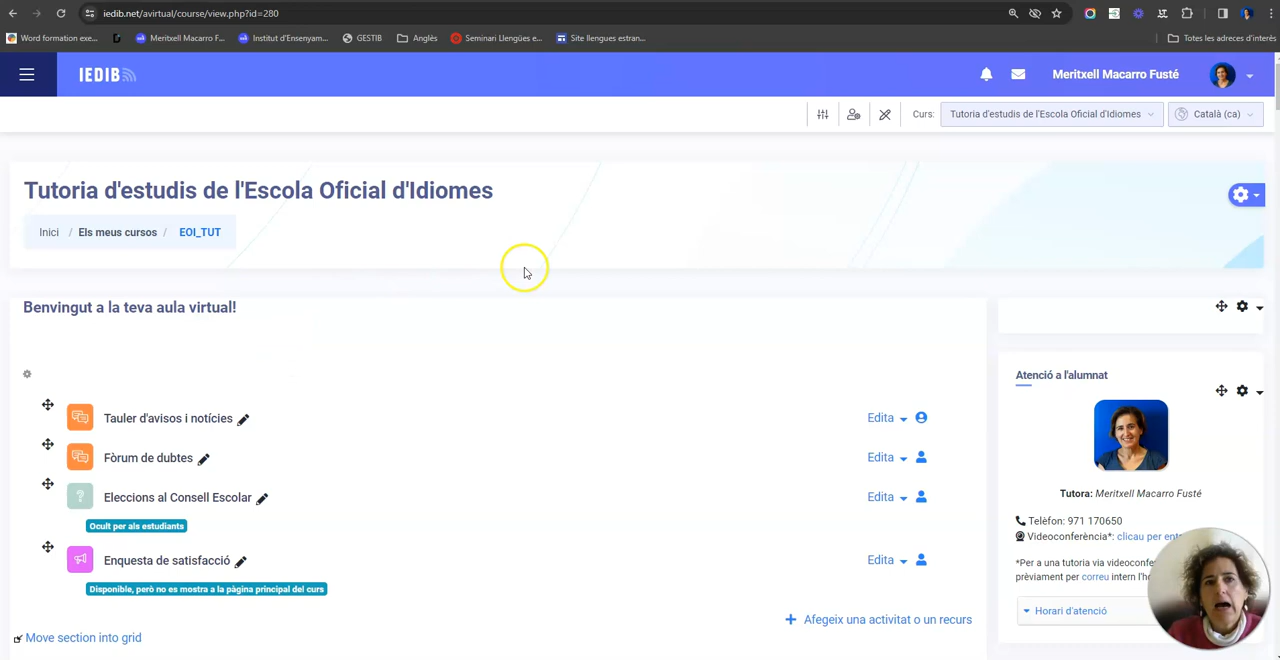 iedib.net/avirtual/course/view.php?id=280
Word formation exe...
Meritxell Macarro F...
Institut d'Ensenyam...
GESTIB
Anglès
Seminari Llengües e...
Site llengues estran...
Totes les adreces d'interès
IEDIB
Meritxell Macarro Fusté
Curs:
Tutoria d'estudis de l'Escola Oficial d'Idiomes
Català (ca)
Tutoria d'estudis de l'Escola Oficial d'Idiomes
Inici / Els meus cursos / EOI_TUT
Benvingut a la teva aula virtual!
Atenció a l'alumnat
Tauler d'avisos i notícies
Edita
Fòrum de dubtes
Edita
Eleccions al Consell Escolar
Edita
Ocult per als estudiants
Enquesta de satisfacció
Edita
Disponible, però no es mostra a la pàgina principal del curs
Afegeix una activitat o un recurs
Move section into grid
Tutora: Meritxell Macarro Fusté
Telèfon: 971 170650
Videoconferència*: clicau per
*Per a una tutoria via
prèviament per correu intern
Horari d'atenció